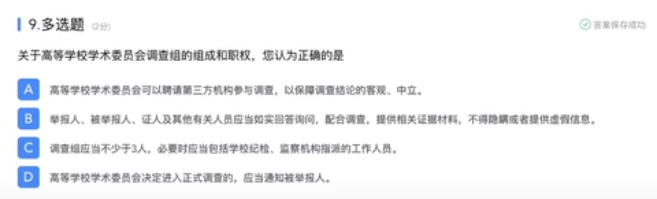 9.多选题 (2分) 答案保存成功
关于高等学校学术委员会调查组的组成和职权，您认为正确的是
A 高等学校学术委员会可以聘请第三方机构参与调查，以保障调查结论的客观、中立。
B 举报人、被举报人、证人及其他有关人员应当如实回答询问，配合调查，提供相关证据材料，不得隐瞒或者提供虚假信息。
C 调查组应当不少于3人，必要时应当包括学校纪检、监察机构指派的工作人员。
D 高等学校学术委员会决定进入正式调查的，应当通知被举报人。